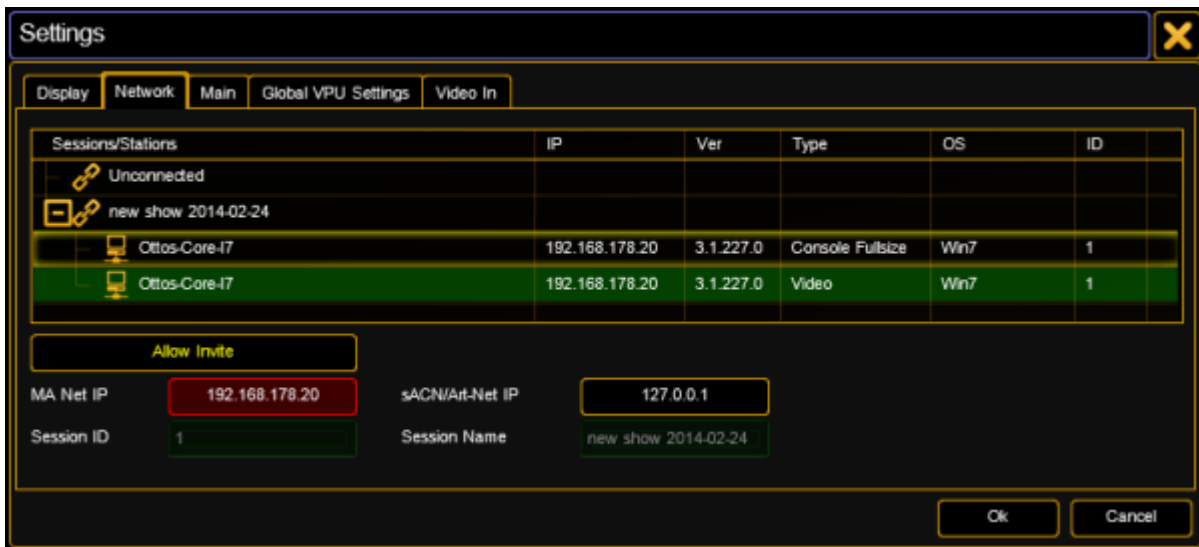 Settings
Display Network Main Global VPU Settings Video In
Sessions/Stations IP Ver Type OS ID
Unconnected
new show 2014-02-24
Ottos-Core-I7 192.168.178.20 3.1.227.0 Console Fullsize Win7 1
Ottos-Core-I7 192.168.178.20 3.1.227.0 Video Win7 1
Allow Invite
MA Net IP 192.168.178.20 sACN/Art-Net IP 127.0.0.1
Session ID 1 Session Name new show 2014-02-24
Ok Cancel